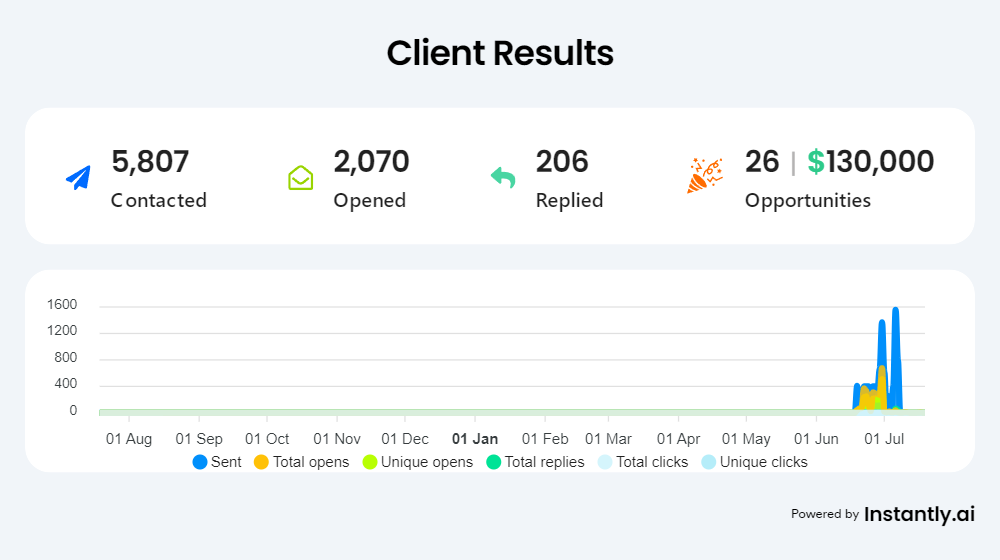 Client Results
5,807 2,070 206 26 | $130,000
Contacted Opened Replied Opportunities
1600
1200
800
400
0
01 Aug 01 Sep 01 Oct 01 Nov 01 Dec 01 Jan 01 Feb 01 Mar 01 Apr 01 May 01 Jun 01 Jul
Sent Total opens Unique opens Total replies Total clicks Unique clicks
Powered by Instantly.ai